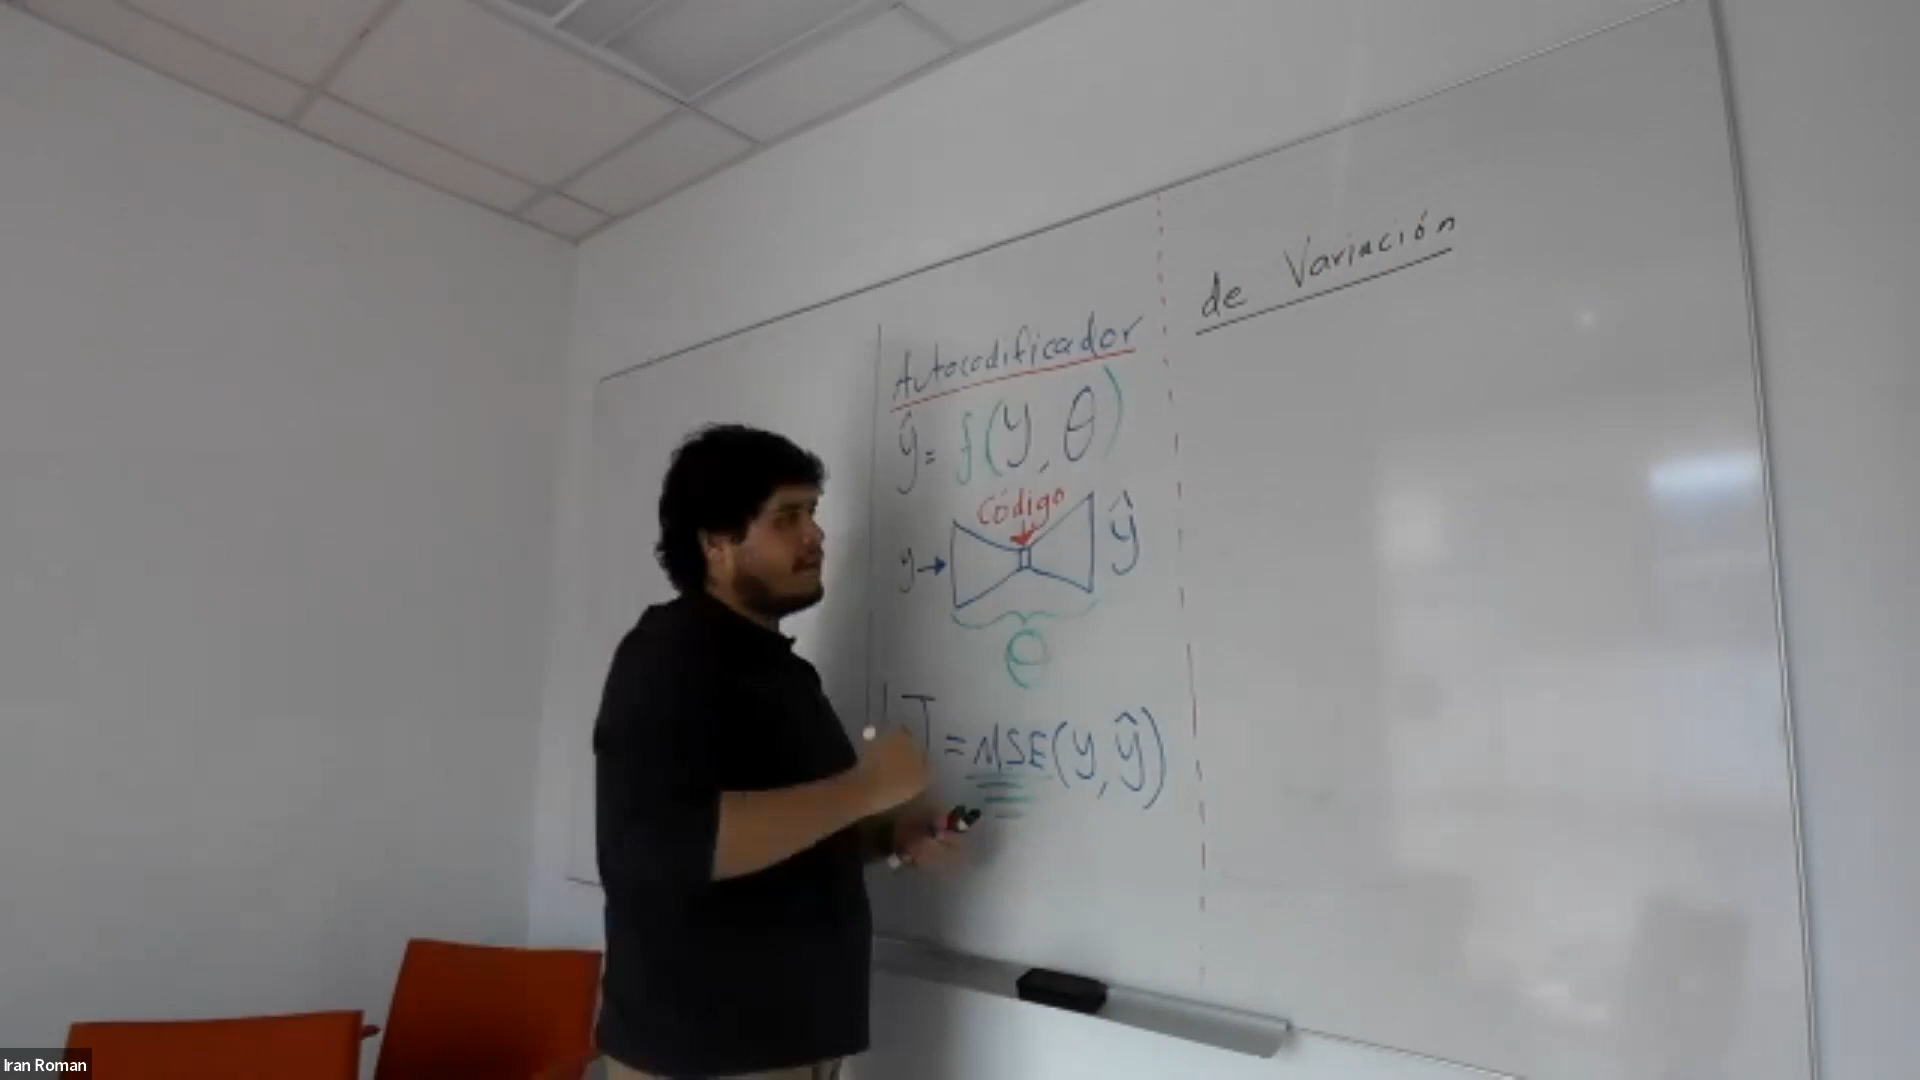 Autocodificador
ŷ = f(y, θ)
Código
y → ŷ
θ
J = MSE(y, ŷ)
de Variación
Iran Roman